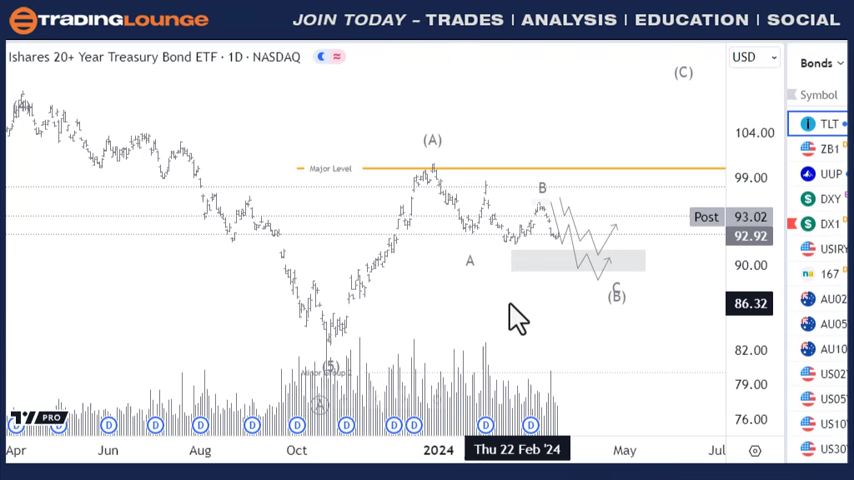 TRADINGLOUNGE
JOIN TODAY – TRADES | ANALYSIS | EDUCATION | SOCIAL
Ishares 20+ Year Treasury Bond ETF · 1D · NASDAQ
USD
Bonds
Symbol
(C)
(A)
Major Level
B
A
C
(B)
(5)
A
104.00
99.00
Post 93.02
92.92
90.00
86.32
82.00
79.00
76.00
TLT
ZB1
UUP
DXY
DX1
USIRY
167
AU02
AU05
AU10
US02
US05
US10
US30
PRO
D D D D D D D D D D D
Apr Jun Aug Oct 2024 Thu 22 Feb '24 May Jul